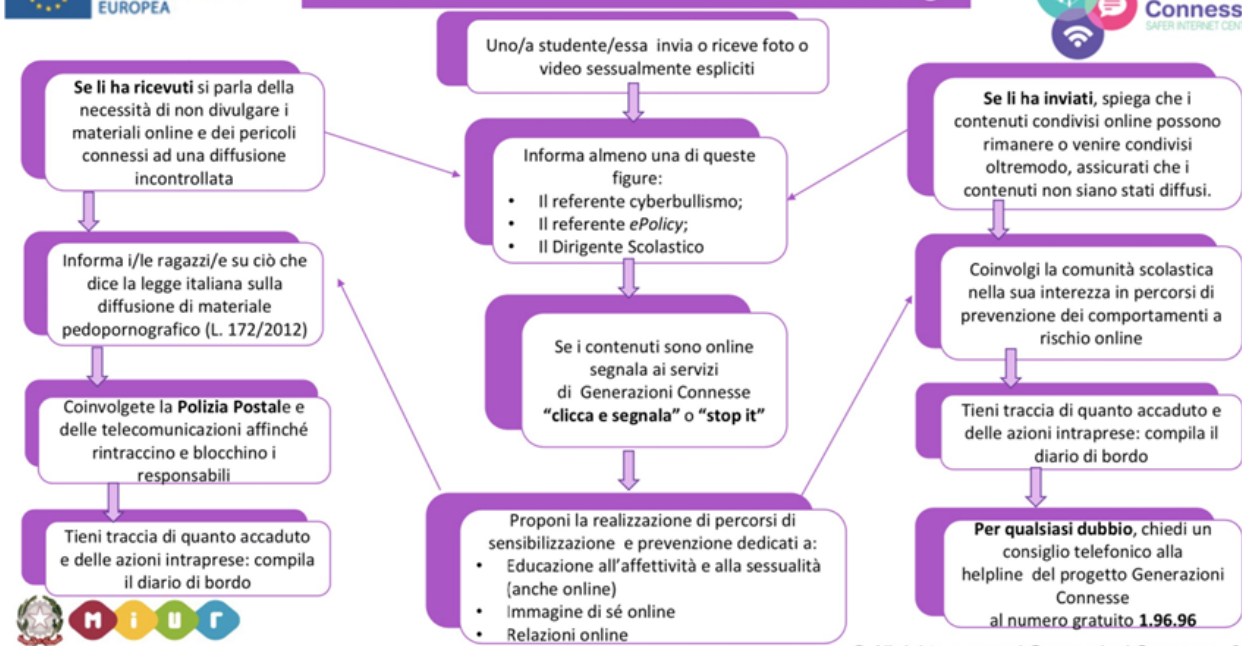 EUROPEA
Conness
SAFER INTERNET CENT
Uno/a studente/essa invia o riceve foto o
video sessualmente espliciti
Se li ha ricevuti si parla della
necessità di non divulgare i
materiali online e dei pericoli
connessi ad una diffusione
incontrollata
Informa i/le ragazzi/e su ciò che
dice la legge italiana sulla
diffusione di materiale
pedopornografico (L. 172/2012)
Coinvolgete la Polizia Postale e
delle telecomunicazioni affinché
rintraccino e blocchino i
responsabili
Tieni traccia di quanto accaduto
e delle azioni intraprese: compila
il diario di bordo
Informa almeno una di queste
figure:
• Il referente cyberbullismo;
• Il referente ePolicy;
• Il Dirigente Scolastico
Se i contenuti sono online
segnala ai servizi
di Generazioni Connesse
“clicca e segnala” o “stop it”
Proponi la realizzazione di percorsi di
sensibilizzazione e prevenzione dedicati a:
• Educazione all’affettività e alla sessualità
(anche online)
• Immagine di sé online
• Relazioni online
Se li ha inviati, spiega che i
contenuti condivisi online possono
rimanere o venire condivisi
oltremodo, assicurati che i
contenuti non siano stati diffusi.
Coinvolgi la comunità scolastica
nella sua interezza in percorsi di
prevenzione dei comportamenti a
rischio online
Tieni traccia di quanto accaduto e
delle azioni intraprese: compila il
diario di bordo
Per qualsiasi dubbio, chiedi un
consiglio telefonico alla
helpline del progetto Generazioni
Connesse
al numero gratuito 1.96.96
miur